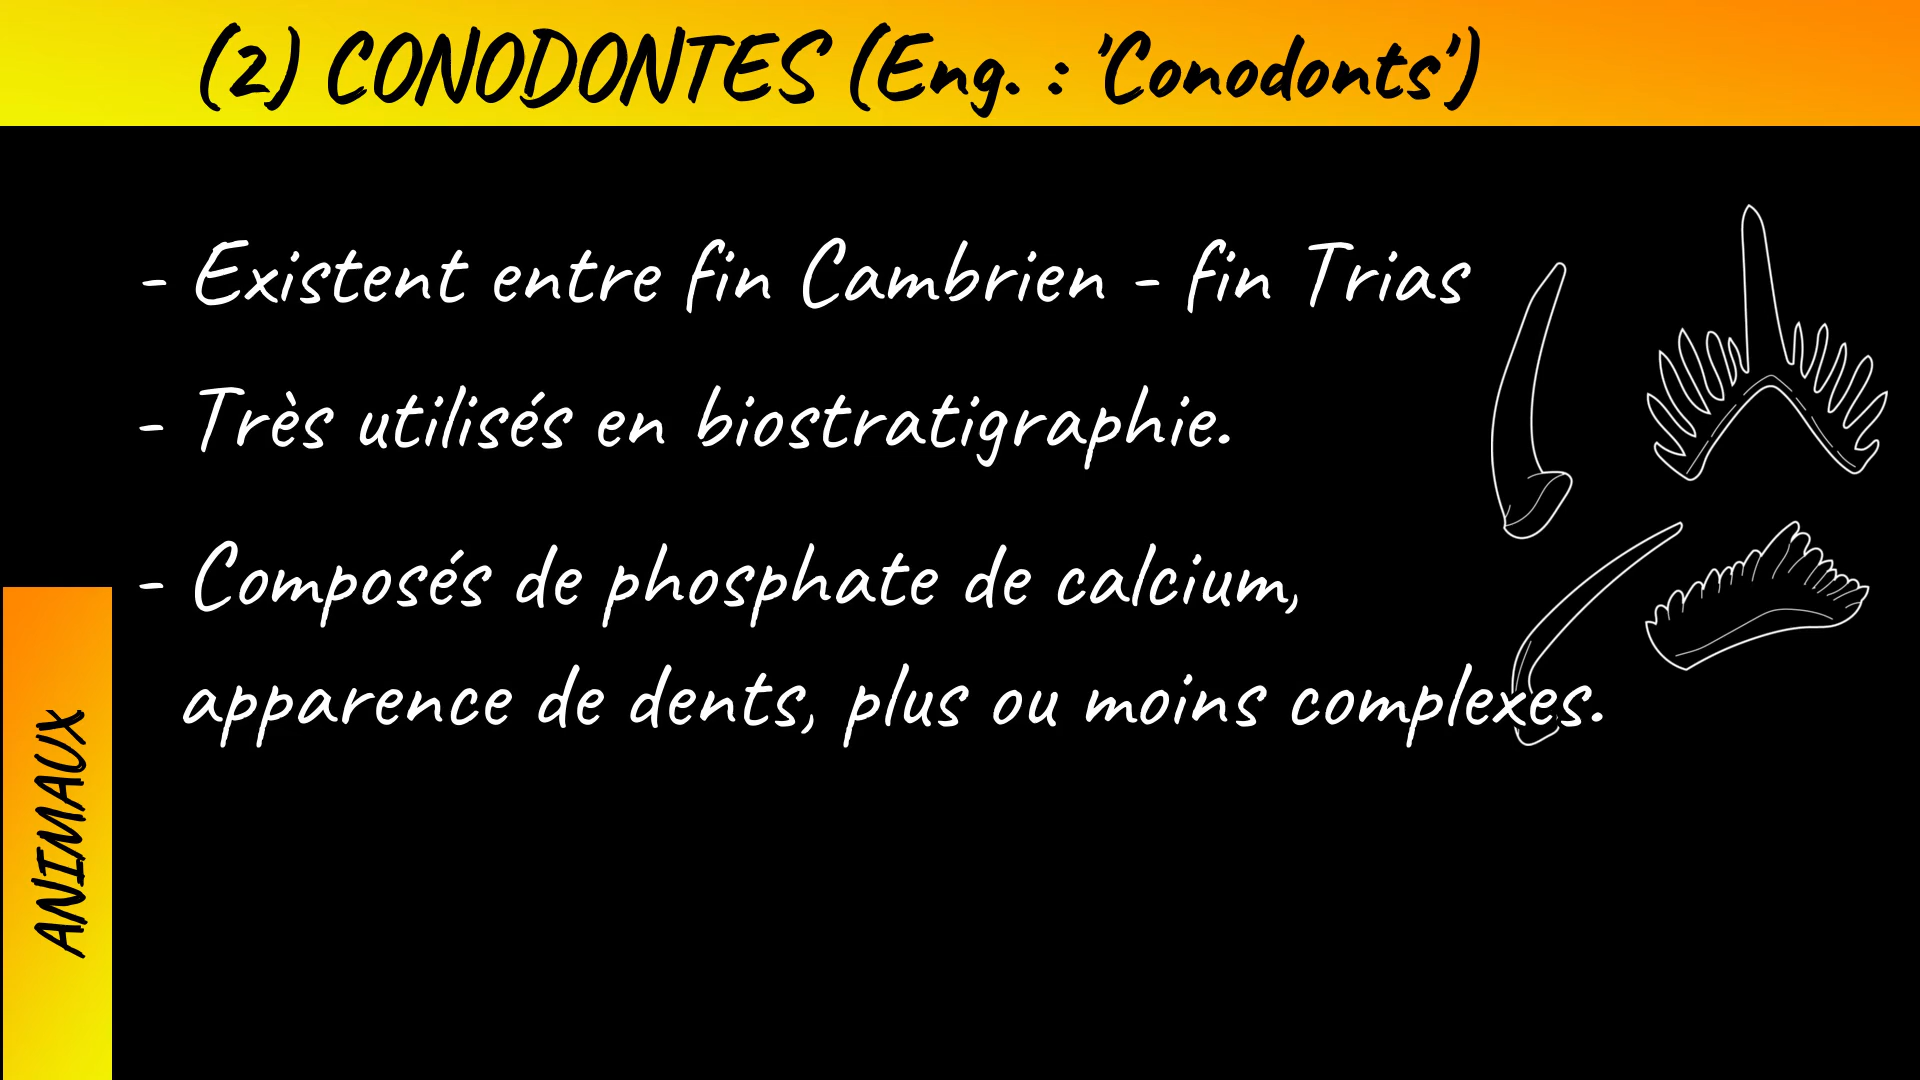 (2) CONODONTES (Eng. : 'Conodonts')
- Existent entre fin Cambrien - fin Trias
- Très utilisés en biostratigraphie.
- Composés de phosphate de calcium,
apparence de dents, plus ou moins complexes.
ANIMAUX